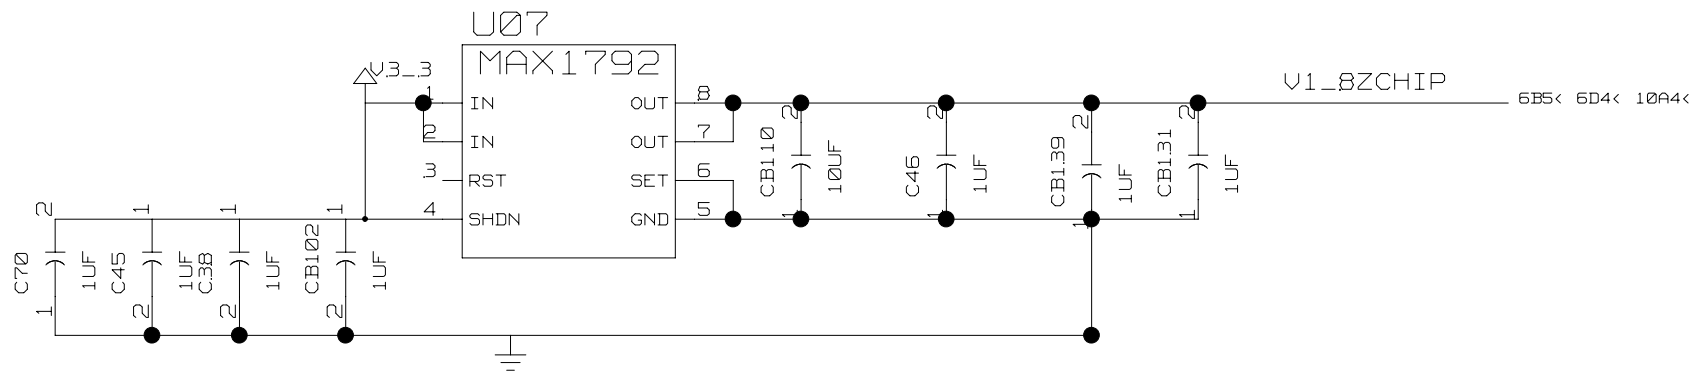 U07
MAX1792
V3_3
1 IN OUT 8
2 IN OUT 7
3 RST SET 6
4 SHDN GND 5
V1_8ZCHIP
6B5< 6D4< 10A4<
2 CB110 10UF 1
2 C46 1UF 1
2 CB139 1UF 1
2 CB131 1UF 1
2 C70 1UF 1
1 C45 1UF 2
1 C38 1UF 2
1 CB102 1UF 2